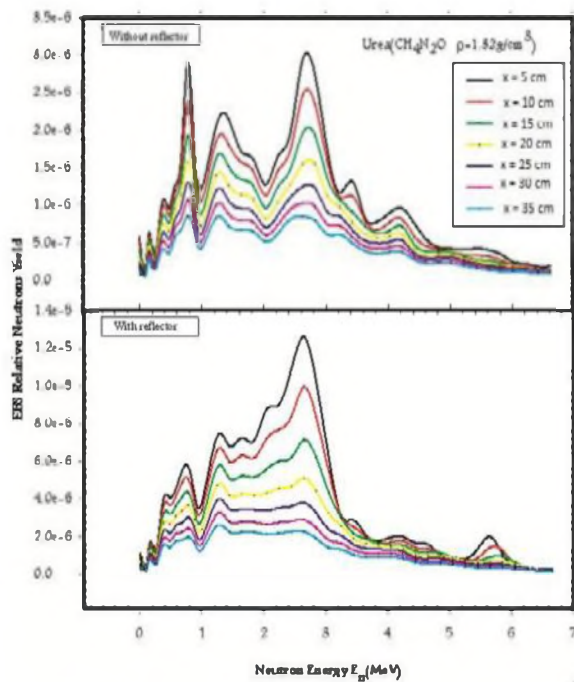 Without reflector
Urea(CH4N2O ρ=1.82g/cm3)
x = 5 cm
x = 10 cm
x = 15 cm
x = 20 cm
x = 25 cm
x = 30 cm
x = 35 cm
3.5e-6
3.0e-6
2.5e-6
2.0e-6
1.5e-6
1.0e-6
5.0e-7
0.0
EBS Relative Neutrons Yield
With reflector
1.4e-5
1.2e-5
1.0e-5
8.0e-6
6.0e-6
4.0e-6
2.0e-6
0.0
0 1 2 3 4 5 6 7
Neutron Energy En(MeV)